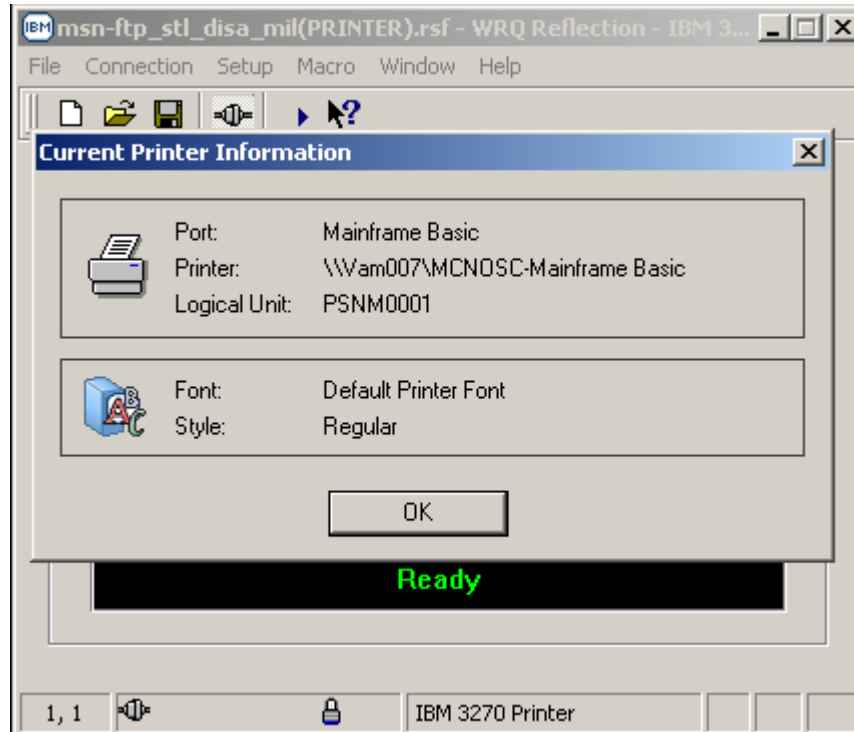 IBM msn-ftp_stl_disa_mil(PRINTER).rsf - WRQ Reflection - IBM 3...
File Connection Setup Macro Window Help
Current Printer Information
Port: Mainframe Basic
Printer: \\Vam007\MCNOSC-Mainframe Basic
Logical Unit: PSNM0001
ABC
Font: Default Printer Font
Style: Regular
OK
Ready
1, 1 IBM 3270 Printer